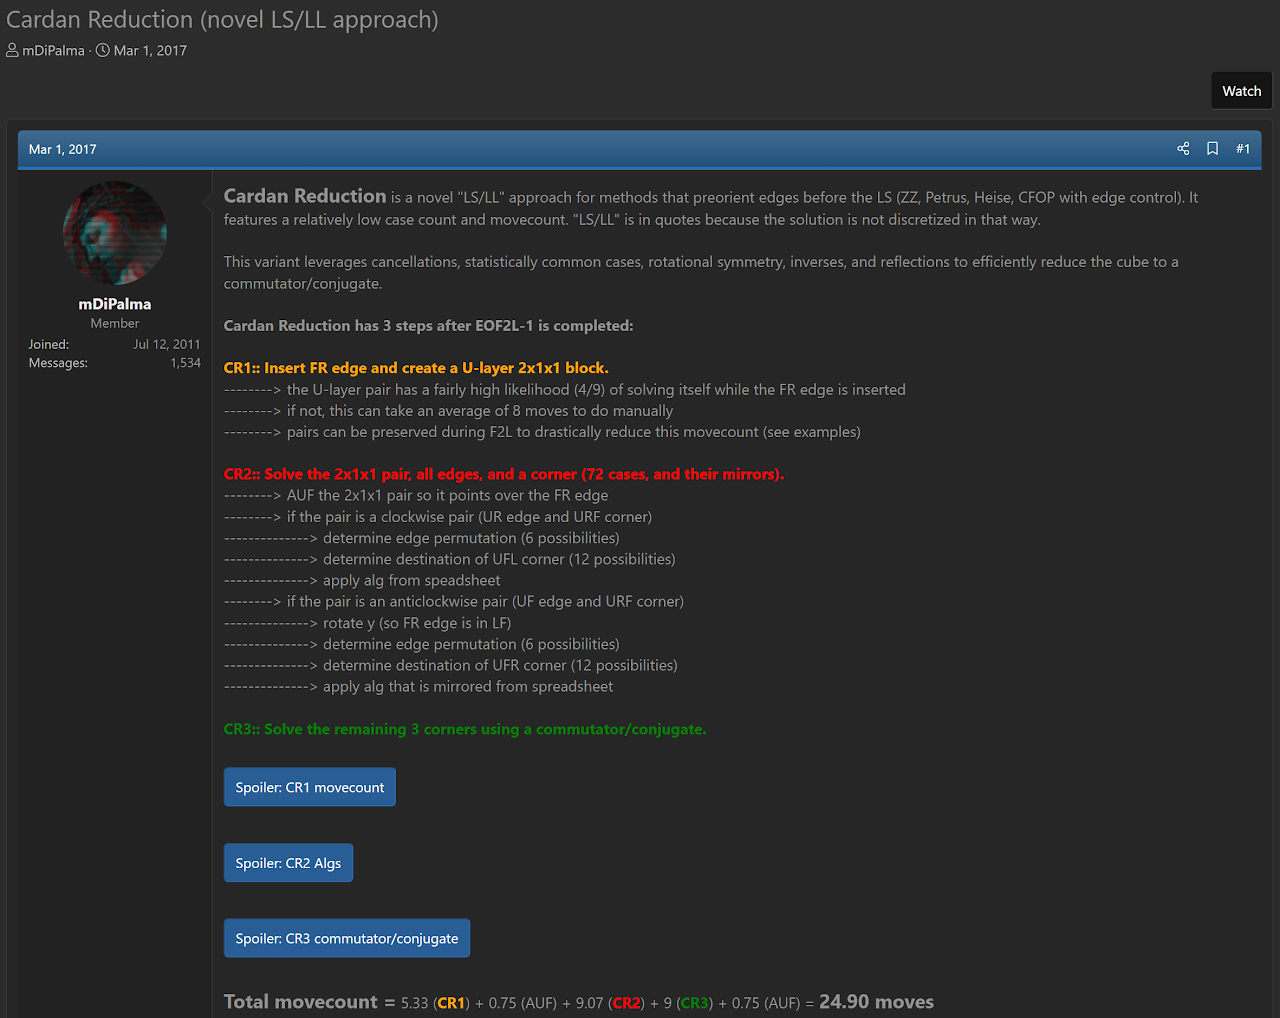 Cardan Reduction (novel LS/LL approach)
mDiPalma · Mar 1, 2017
Watch
Mar 1, 2017
#1
mDiPalma
Member
Joined: Jul 12, 2011
Messages: 1,534
Cardan Reduction is a novel "LS/LL" approach for methods that preorient edges before the LS (ZZ, Petrus, Heise, CFOP with edge control). It
features a relatively low case count and movecount. "LS/LL" is in quotes because the solution is not discretized in that way.
This variant leverages cancellations, statistically common cases, rotational symmetry, inverses, and reflections to efficiently reduce the cube to a
commutator/conjugate.
Cardan Reduction has 3 steps after EOF2L-1 is completed:
CR1:: Insert FR edge and create a U-layer 2x1x1 block.
--------> the U-layer pair has a fairly high likelihood (4/9) of solving itself while the FR edge is inserted
--------> if not, this can take an average of 8 moves to do manually
--------> pairs can be preserved during F2L to drastically reduce this movecount (see examples)
CR2:: Solve the 2x1x1 pair, all edges, and a corner (72 cases, and their mirrors).
--------> AUF the 2x1x1 pair so it points over the FR edge
--------> if the pair is a clockwise pair (UR edge and URF corner)
--------------> determine edge permutation (6 possibilities)
--------------> determine destination of UFL corner (12 possibilities)
--------------> apply alg from speadsheet
--------> if the pair is an anticlockwise pair (UF edge and URF corner)
--------------> rotate y (so FR edge is in LF)
--------------> determine edge permutation (6 possibilities)
--------------> determine destination of UFR corner (12 possibilities)
--------------> apply alg that is mirrored from spreadsheet
CR3:: Solve the remaining 3 corners using a commutator/conjugate.
Spoiler: CR1 movecount
Spoiler: CR2 Algs
Spoiler: CR3 commutator/conjugate
Total movecount = 5.33 (CR1) + 0.75 (AUF) + 9.07 (CR2) + 9 (CR3) + 0.75 (AUF) = 24.90 moves